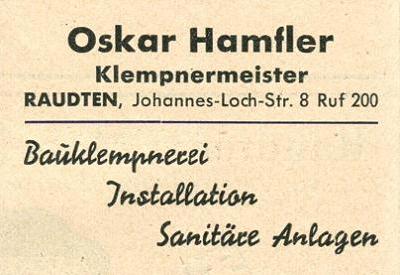 Oskar Hamfler
Klempnermeister
RAUDTEN, Johannes-Loch-Str. 8 Ruf 200
Bauklempnerei
Installation
Sanitäre Anlagen